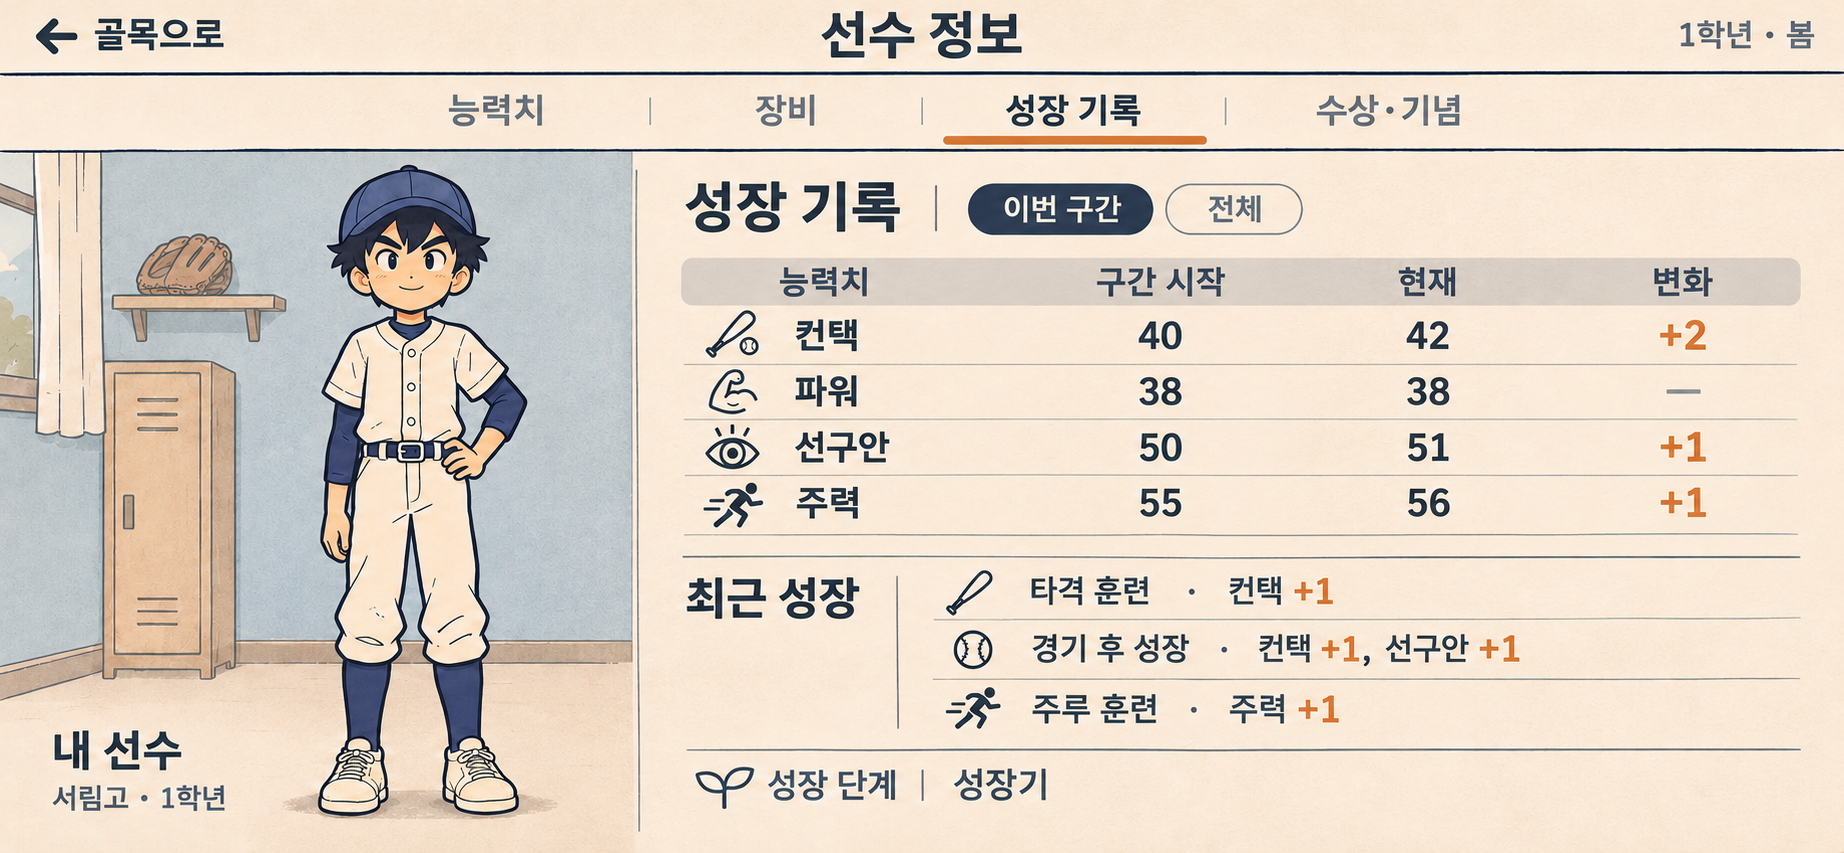 ← 골목으로
선수 정보
1학년 · 봄
능력치 | 장비 | 성장 기록 | 수상·기념
성장 기록 | 이번 구간 전체
능력치 구간 시작 현재 변화
컨택 40 42 +2
파워 38 38 —
선구안 50 51 +1
주력 55 56 +1
최근 성장
타격 훈련 · 컨택 +1
경기 후 성장 · 컨택 +1, 선구안 +1
주루 훈련 · 주력 +1
성장 단계 | 성장기
내 선수
서림고 · 1학년